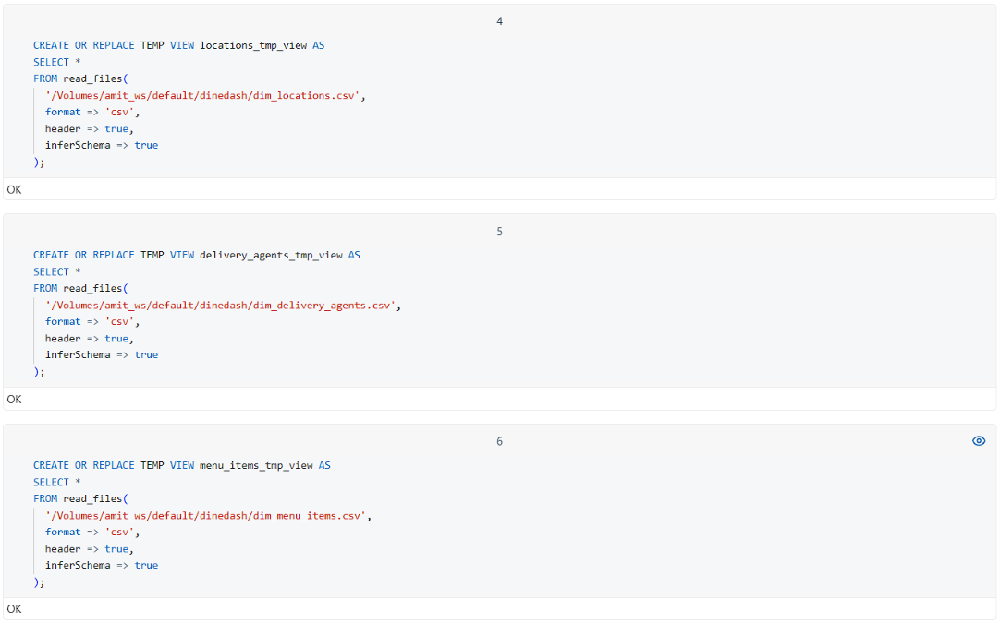 4
CREATE OR REPLACE TEMP VIEW locations_tmp_view AS
SELECT *
FROM read_files(
'/Volumes/amit_ws/default/dinedash/dim_locations.csv',
format => 'csv',
header => true,
inferSchema => true
);
OK
5
CREATE OR REPLACE TEMP VIEW delivery_agents_tmp_view AS
SELECT *
FROM read_files(
'/Volumes/amit_ws/default/dinedash/dim_delivery_agents.csv',
format => 'csv',
header => true,
inferSchema => true
);
OK
6
CREATE OR REPLACE TEMP VIEW menu_items_tmp_view AS
SELECT *
FROM read_files(
'/Volumes/amit_ws/default/dinedash/dim_menu_items.csv',
format => 'csv',
header => true,
inferSchema => true
);
OK